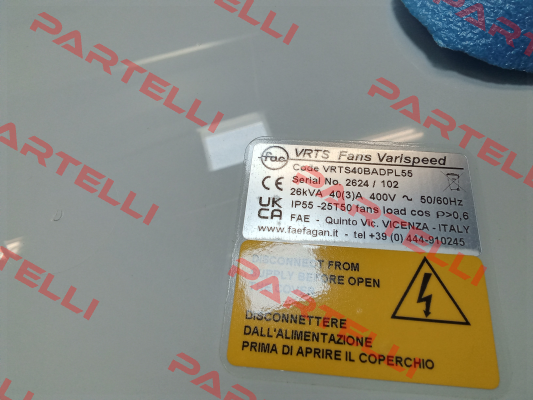 PARTELLI
PARTELLI
PARTELLI
PARTELLI
PARTELLI
fae VRTS Fans Varispeed
Code VRTS40BADPL55
Serial No. 2624 / 102
26kVA 40(3)A 400V ~ 50/60Hz
IP55 -25T50 fans load cos P>0,6
FAE - Quinto Vic. VICENZA - ITALY
www.faefagan.it - tel +39 (0) 444-910245
CE
UK
CA
DISCONNECT FROM
SUPPLY BEFORE OPEN
COVER
DISCONNETTERE
DALL'ALIMENTAZIONE
PRIMA DI APRIRE IL COPERCHIO